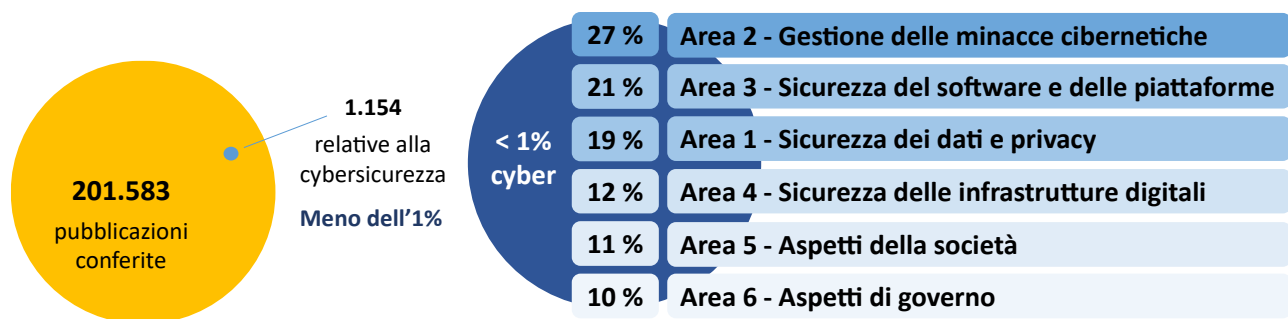 201.583
pubblicazioni
conferite
1.154
relative alla
cybersicurezza
Meno dell’1%
< 1%
cyber
27 % Area 2 - Gestione delle minacce cibernetiche
21 % Area 3 - Sicurezza del software e delle piattaforme
19 % Area 1 - Sicurezza dei dati e privacy
12 % Area 4 - Sicurezza delle infrastrutture digitali
11 % Area 5 - Aspetti della società
10 % Area 6 - Aspetti di governo